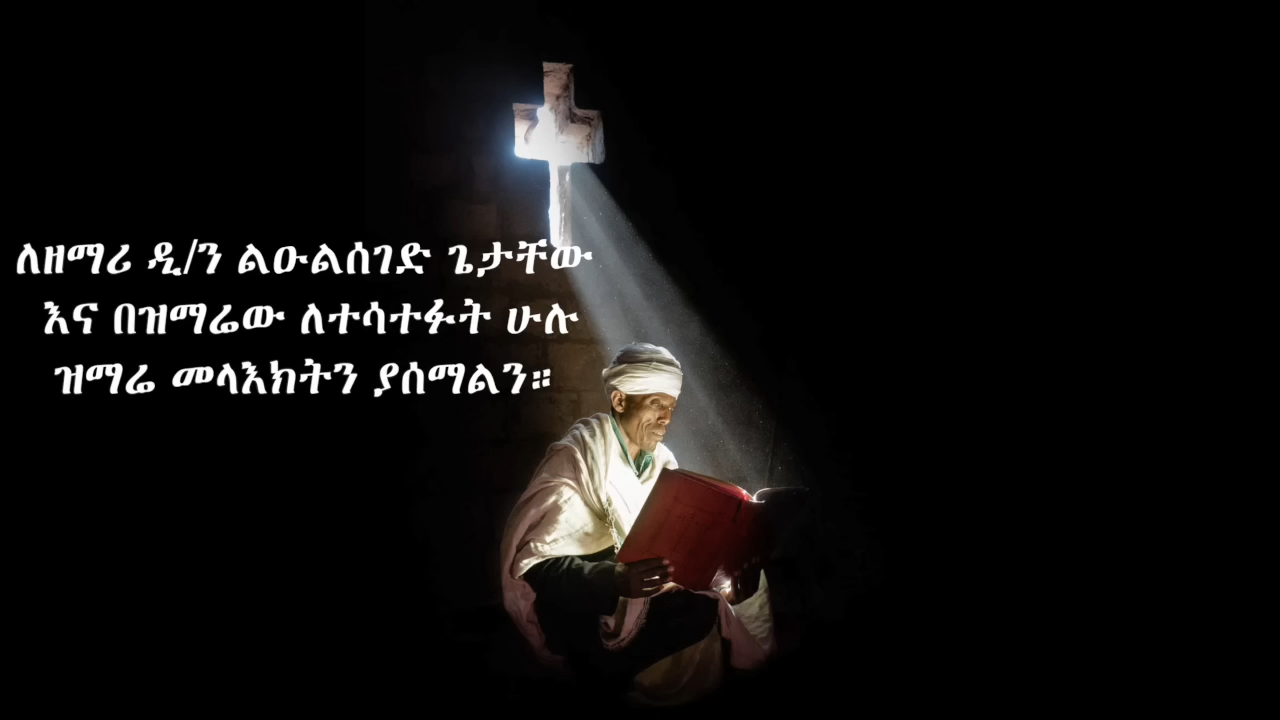 ለዘማሪ ዲ/ን ልዑልሰገድ ጌታቸው
እና በዝማሬው ለተሳተፉት ሁሉ
ዝማሬ መላእክትን ያሰማልን።